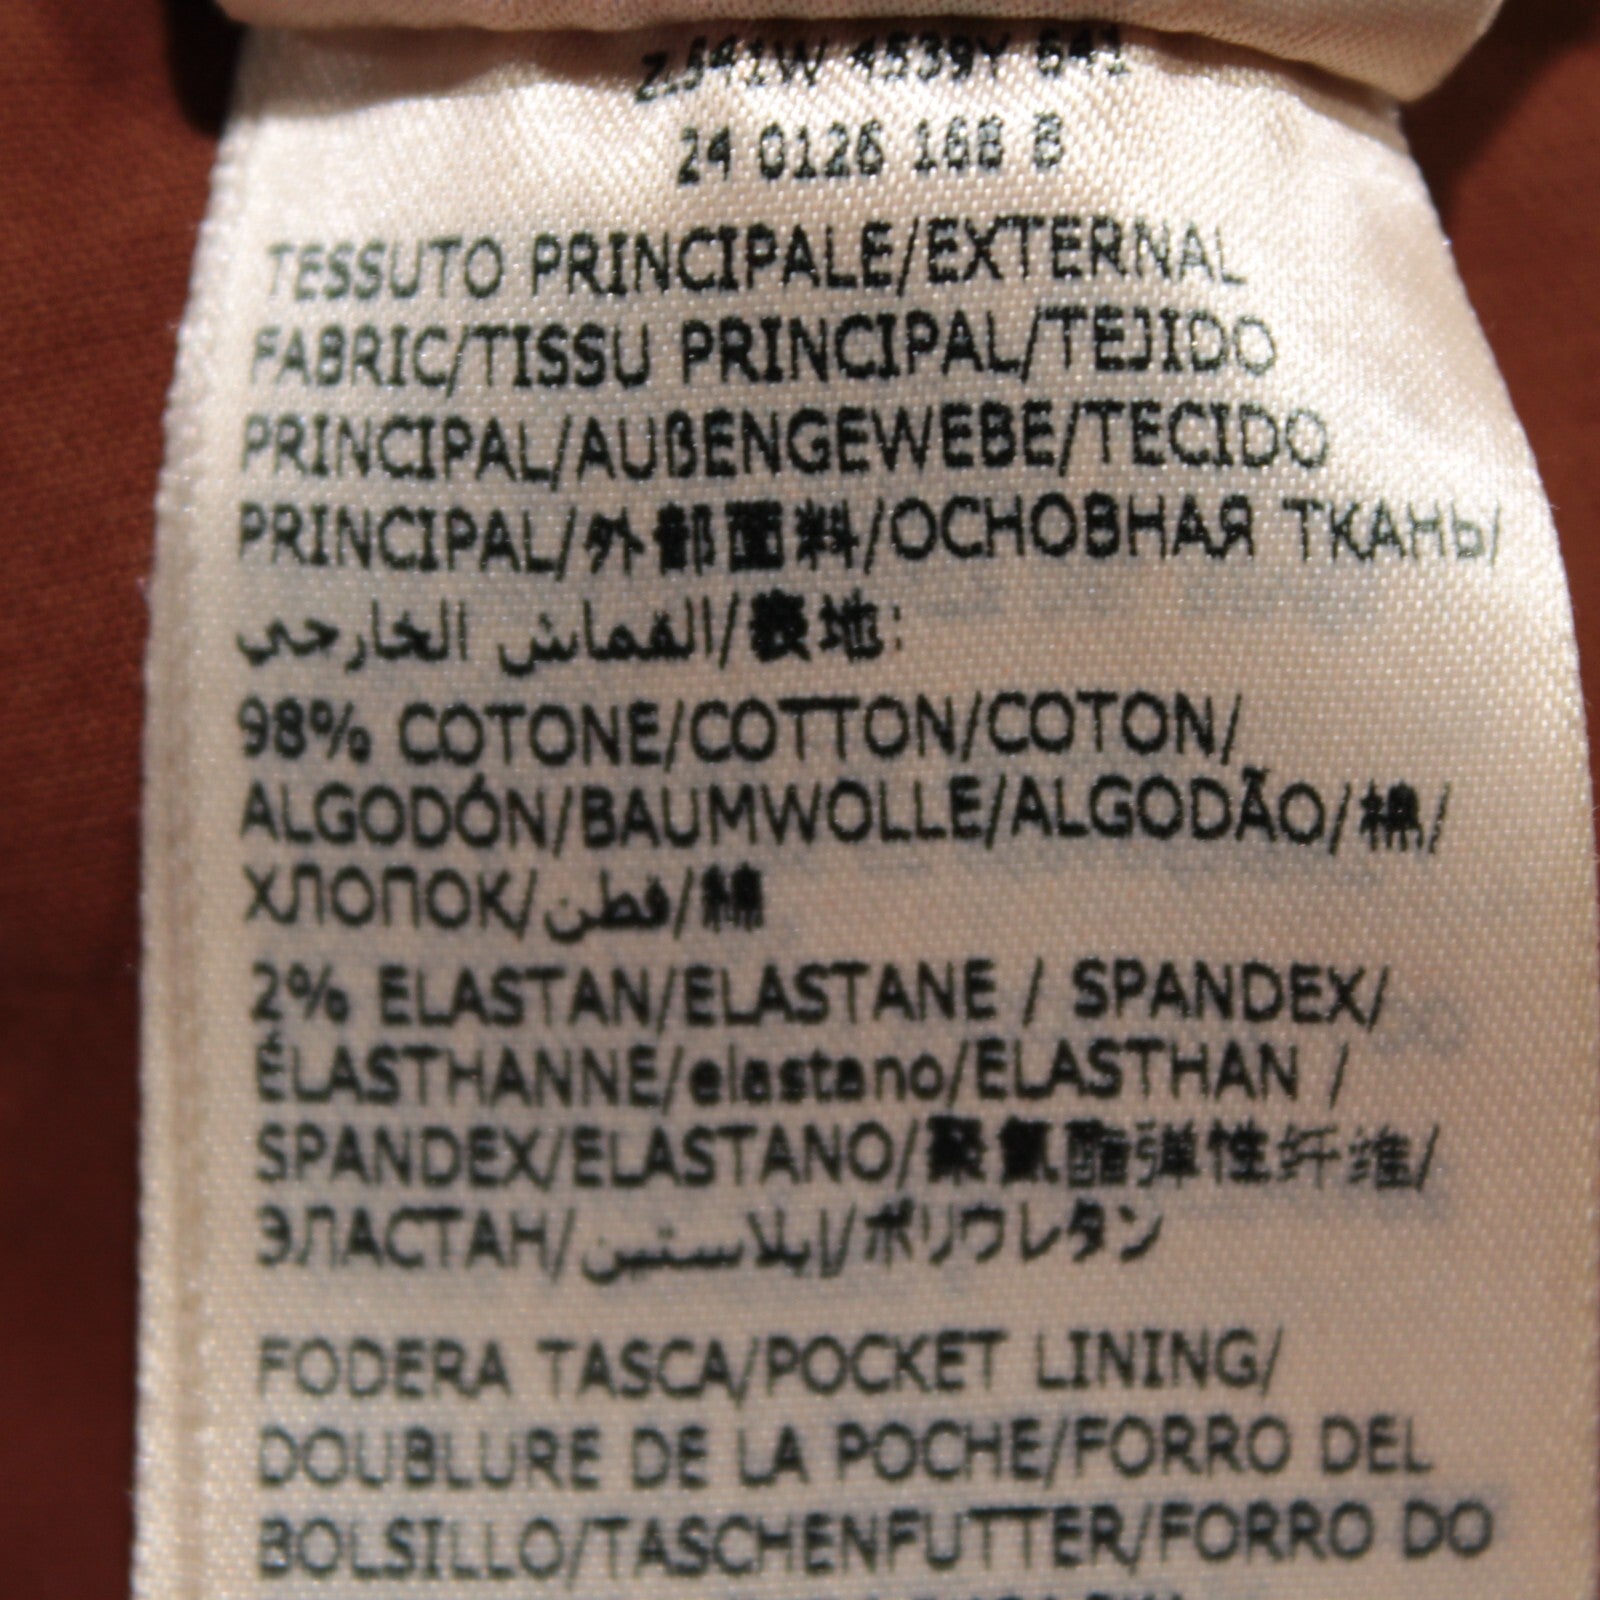 24 0126 168 8
TESSUTO PRINCIPALE/EXTERNAL
FABRIC/TISSU PRINCIPAL/TEJIDO
PRINCIPAL/AUßENGEWEBE/TECIDO
PRINCIPAL/外部面料/ОСНОВНАЯ ТКАНЬ/
القماش الخارجي/表地:
98% COTONE/COTTON/COTON/
ALGODÓN/BAUMWOLLE/ALGODÃO/棉/
ХЛОПОК/قطن/綿
2% ELASTAN/ELASTANE / SPANDEX/
ÉLASTHANNE/elastano/ELASTHAN /
SPANDEX/ELASTANO/聚氨酯弹性纤维/
ЭЛАСТАН/إيلاستين/ポリウレタン
FODERA TASCA/POCKET LINING/
DOUBLURE DE LA POCHE/FORRO DEL
BOLSILLO/TASCHENFUTTER/FORRO DO